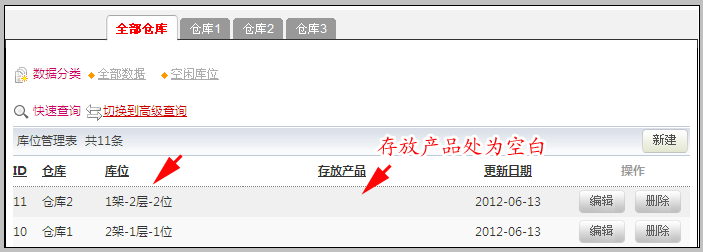 全部仓库 仓库1 仓库2 仓库3
数据分类 全部数据 空闲库位
快速查询 切换到高级查询
存放产品处为空白
库位管理表 共11条 新建
ID 仓库 库位 存放产品 更新日期 操作
11 仓库2 1架-2层-2位 2012-06-13 编辑 删除
10 仓库1 2架-1层-1位 2012-06-13 编辑 删除